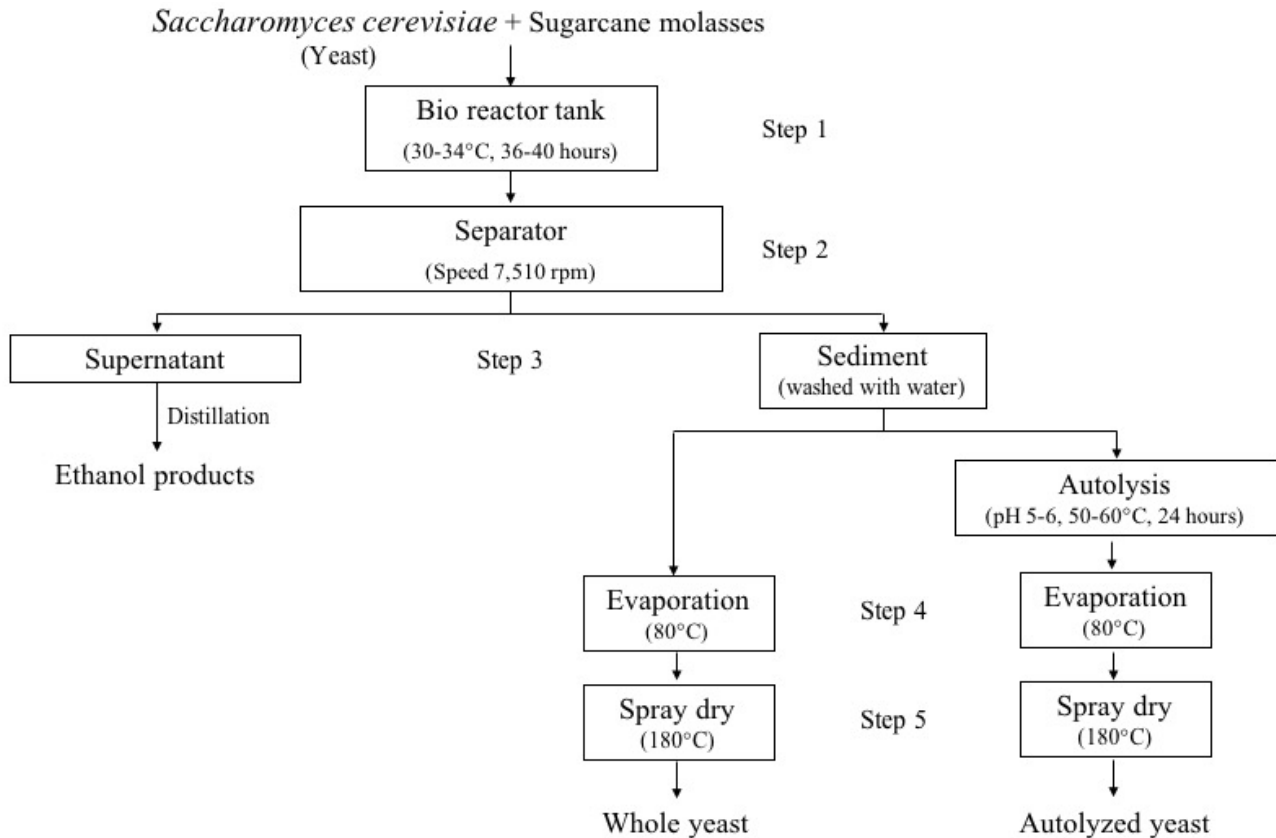 Saccharomyces cerevisiae + Sugarcane molasses
(Yeast)
Bio reactor tank
(30-34°C, 36-40 hours)
Step 1
Separator
(Speed 7,510 rpm)
Step 2
Supernatant
Step 3
Sediment
(washed with water)
Distillation
Ethanol products
Autolysis
(pH 5-6, 50-60°C, 24 hours)
Evaporation
(80°C)
Step 4
Evaporation
(80°C)
Spray dry
(180°C)
Step 5
Spray dry
(180°C)
Whole yeast
Autolyzed yeast